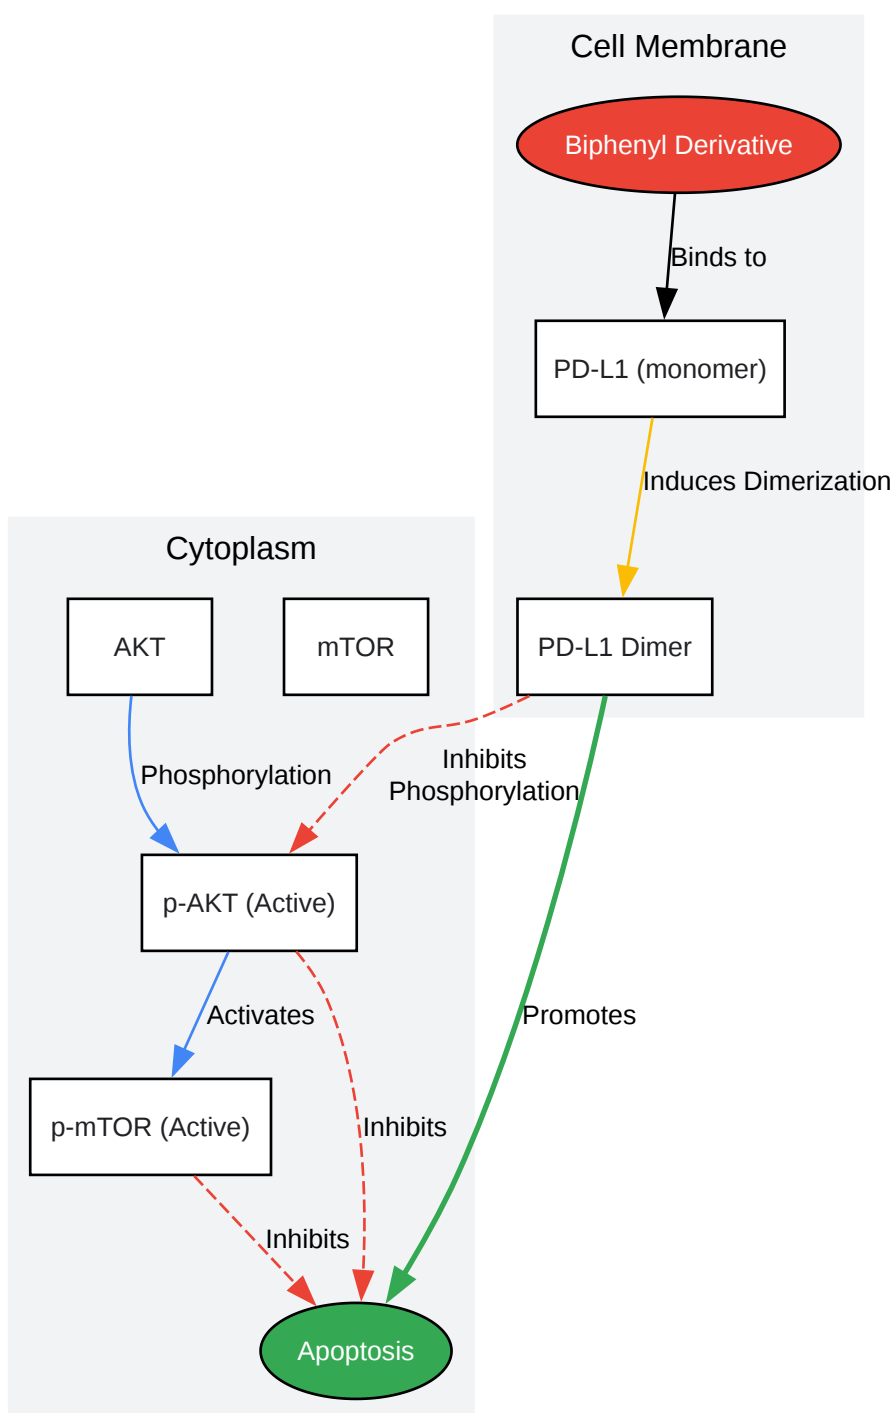 Cell Membrane
Biphenyl Derivative
Binds to
PD-L1 (monomer)
Induces Dimerization
Cytoplasm
AKT
mTOR
PD-L1 Dimer
Phosphorylation
Inhibits
Phosphorylation
p-AKT (Active)
Activates
Promotes
p-mTOR (Active)
Inhibits
Inhibits
Apoptosis